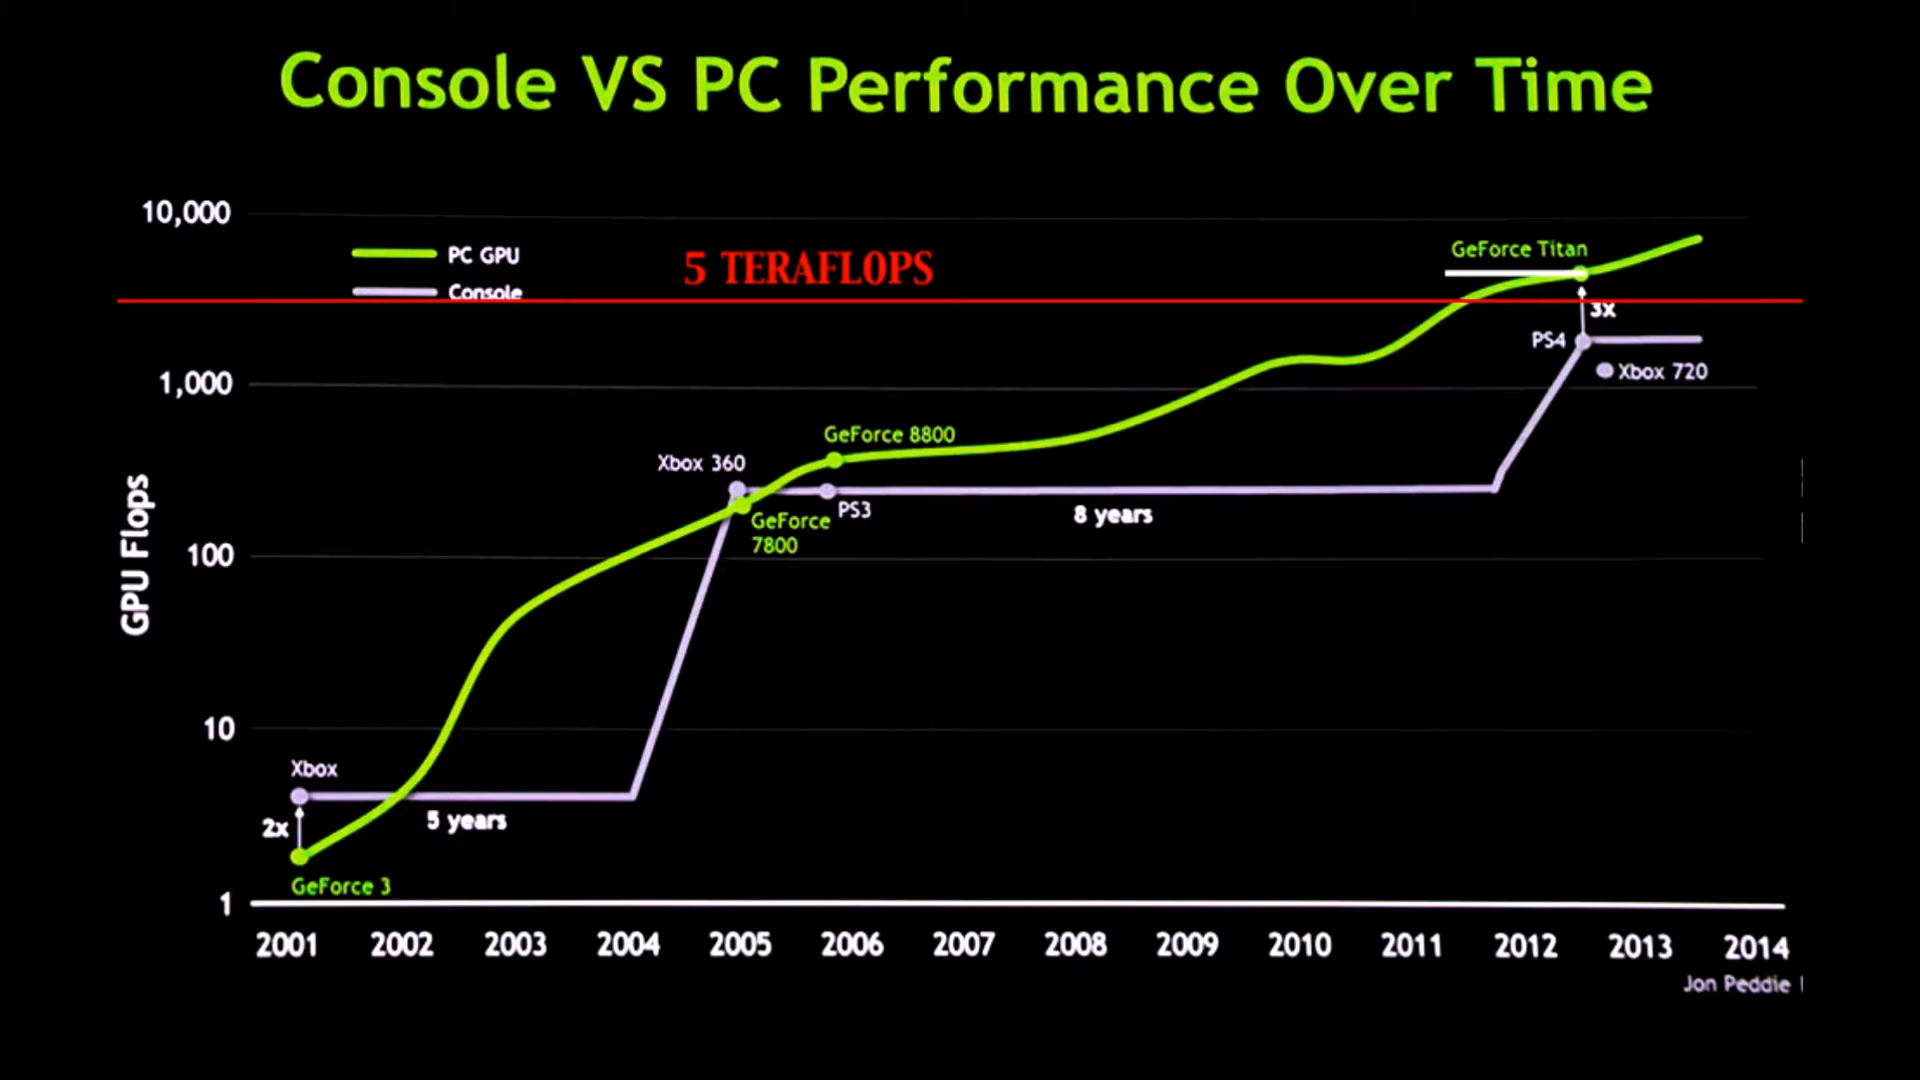 Console VS PC Performance Over Time
10,000
PC GPU
Console
5 TERAFLOPS
GeForce Titan
3x
PS4
Xbox 720
1,000
GeForce 8800
Xbox 360
PS3
GeForce
7800
8 years
100
GPU Flops
10
Xbox
2x
5 years
GeForce 3
1
2001 2002 2003 2004 2005 2006 2007 2008 2009 2010 2011 2012 2013 2014
Jon Peddie